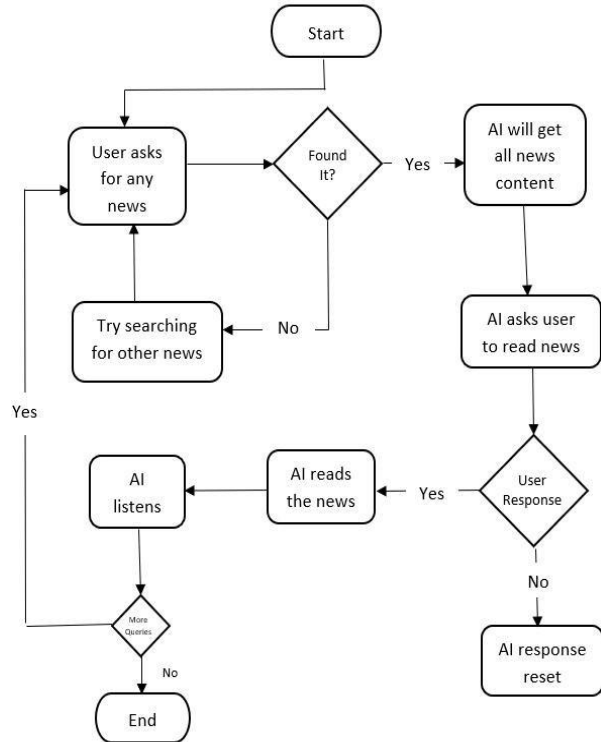 Start
User asks
for any
news
Found
It?
Yes
AI will get
all news
content
Try searching
for other news
No
AI asks user
to read news
Yes
AI
listens
AI reads
the news
Yes
User
Response
No
More
Queries
AI response
reset
No
End